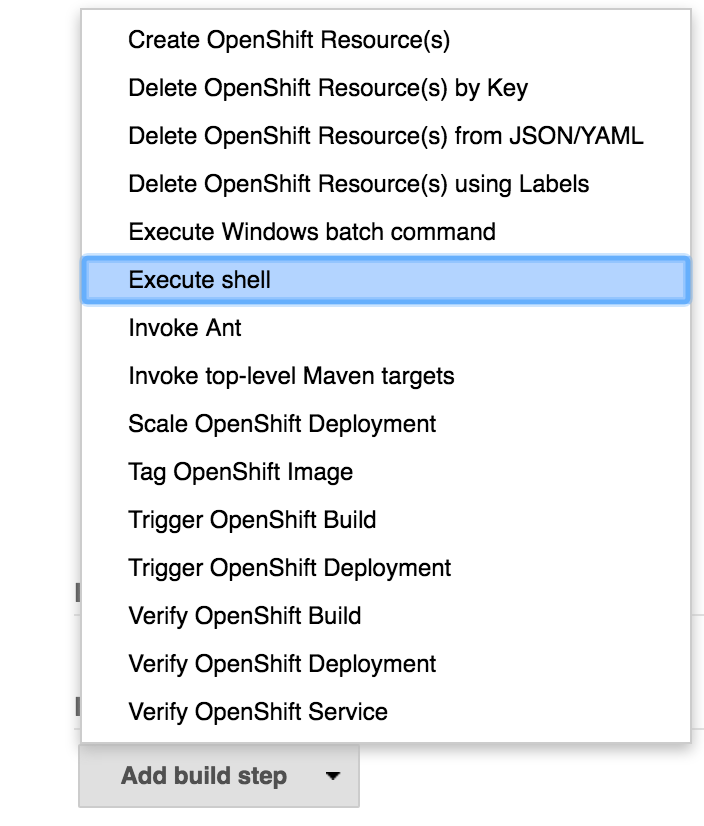 Create OpenShift Resource(s)
Delete OpenShift Resource(s) by Key
Delete OpenShift Resource(s) from JSON/YAML
Delete OpenShift Resource(s) using Labels
Execute Windows batch command
Execute shell
Invoke Ant
Invoke top-level Maven targets
Scale OpenShift Deployment
Tag OpenShift Image
Trigger OpenShift Build
Trigger OpenShift Deployment
Verify OpenShift Build
Verify OpenShift Deployment
Verify OpenShift Service
Add build step